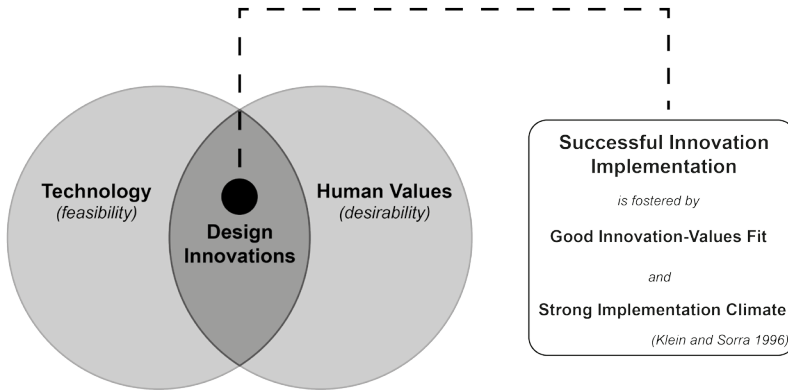 Technology
(feasibility)
Human Values
(desirability)
Design
Innovations
Successful Innovation
Implementation
is fostered by
Good Innovation-Values Fit
and
Strong Implementation Climate
(Klein and Sorra 1996)